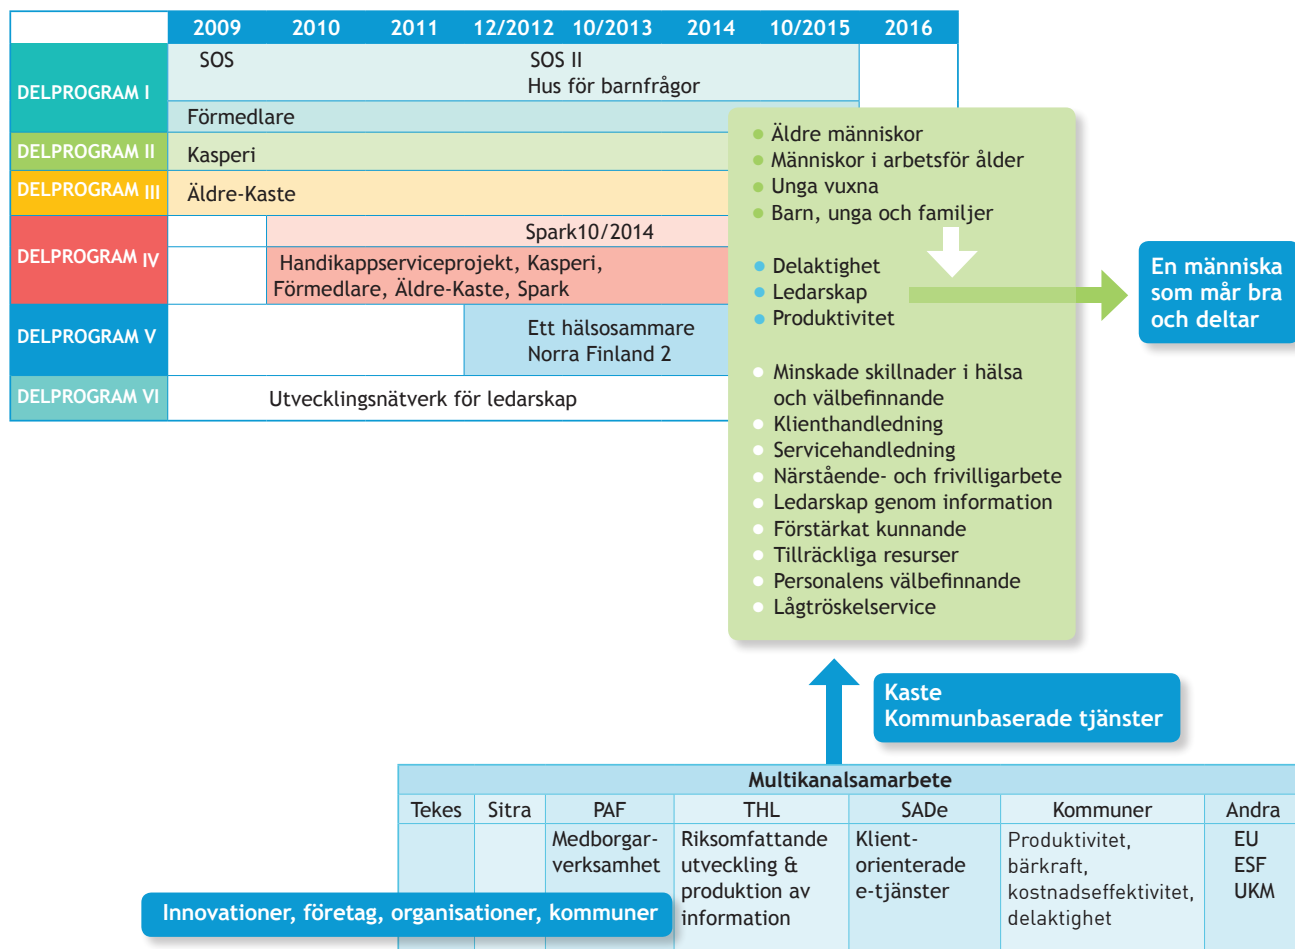 2009 2010 2011 12/2012 10/2013 2014 10/2015 2016
DELPROGRAM I
SOS
SOS II
Hus för barnfrågor
Förmedlare
DELPROGRAM II
Kasperi
DELPROGRAM III
Äldre-Kaste
DELPROGRAM IV
Spark10/2014
Handikappserviceprojekt, Kasperi,
Förmedlare, Äldre-Kaste, Spark
DELPROGRAM V
Ett hälsosammare
Norra Finland 2
DELPROGRAM VI
Utvecklingsnätverk för ledarskap
Äldre människor
Människor i arbetsför ålder
Unga vuxna
Barn, unga och familjer
Delaktighet
Ledarskap
Produktivitet
Minskade skillnader i hälsa
och välbefinnande
Klienthandledning
Servicehandledning
Närstående- och frivilligarbete
Ledarskap genom information
Förstärkat kunnande
Tillräckliga resurser
Personalens välbefinnande
Lågtröskelservice
En människa
som mår bra
och deltar
Kaste
Kommunbaserade tjänster
Multikanalsamarbete
Tekes Sitra PAF THL SADe Kommuner Andra
Medborgar-
verksamhet
Riksomfattande
utveckling &
produktion av
information
Klient-
orienterade
e-tjänster
Produktivitet,
bärkraft,
kostnadseffektivitet,
delaktighet
EU
ESF
UKM
Innovationer, företag, organisationer, kommuner